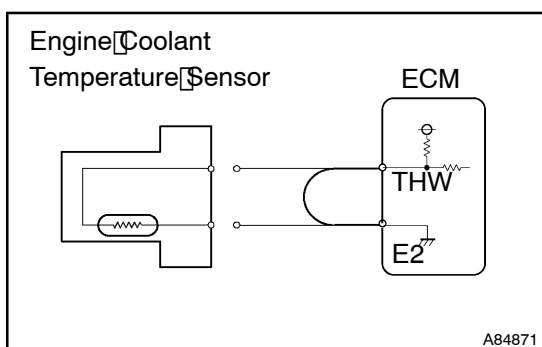 Engine Coolant
Temperature Sensor
ECM
THW
E2
A84871